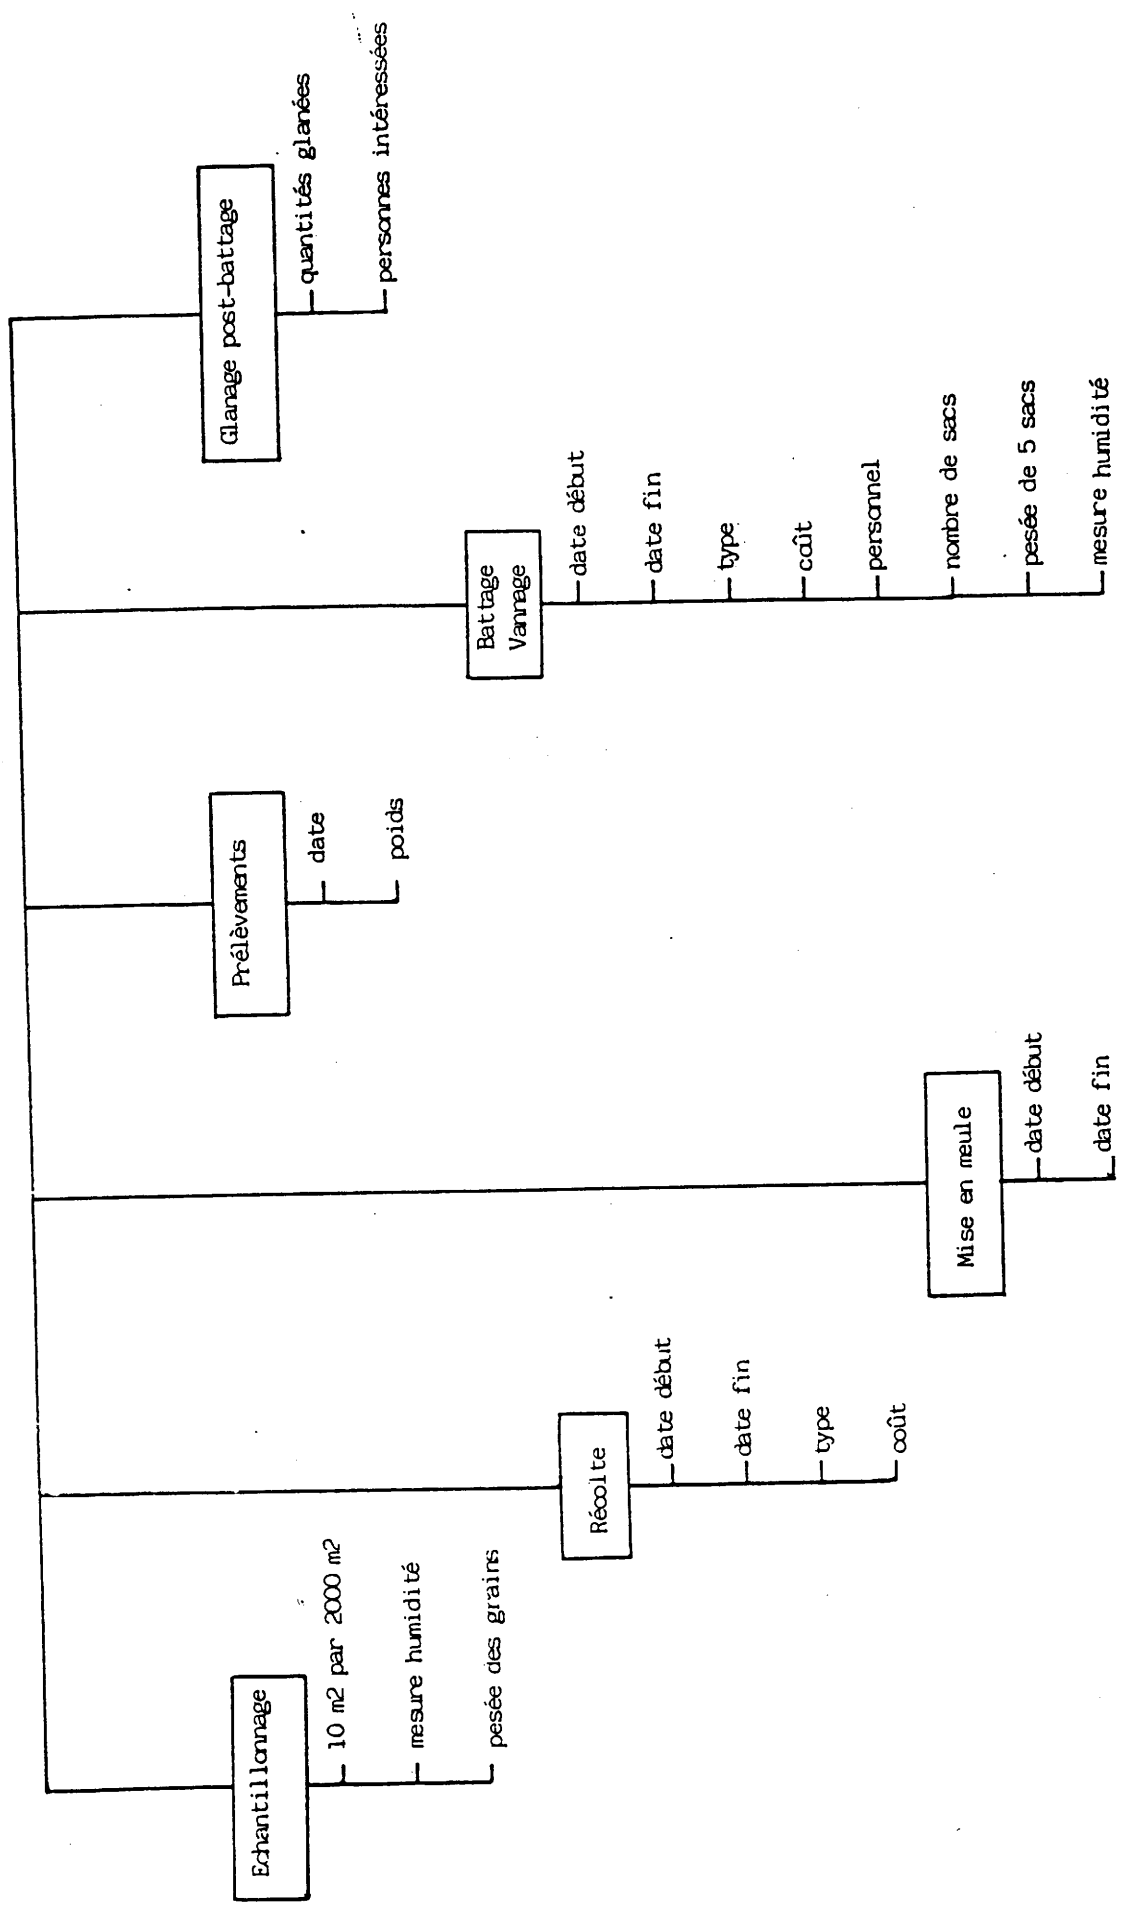 Echantillonnage
10 m2 par 2000 m2
mesure humidité
pesée des grains
Récolte
date début
date fin
type
coût
Mise en meule
date début
date fin
Prélèvements
date
poids
Battage
Vannage
date début
date fin
type
coût
personnel
nombre de sacs
pesée de 5 sacs
mesure humidité
Glanage post-battage
quantités glanées
personnes intéressées